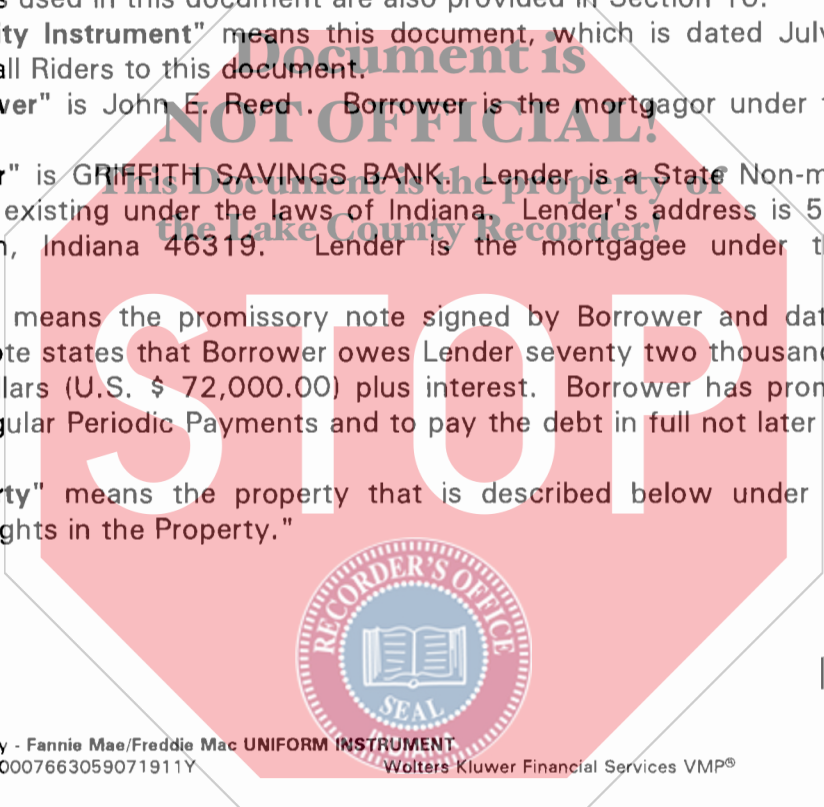 s used in this document are also provided in Section 16.
ty Instrument" means this document, which is dated July
all Riders to this document.
Document is
ver" is John E. Reed . Borrower is the mortgagor under
NOT OFFICIAL!
r" is GRIFFITH SAVINGS BANK. Lender is a State Non-m
This Document is the property of
existing under the laws of Indiana. Lender's address is 5
the Lake County Recorder!
n, Indiana 46319. Lender is the mortgagee under t
means the promissory note signed by Borrower and dat
ote states that Borrower owes Lender seventy two thousand
lars (U.S. $ 72,000.00) plus interest. Borrower has prom
gular Periodic Payments and to pay the debt in full not later
STOP
ty" means the property that is described below under
ghts in the Property."
RECORDER'S OFFICE
SEAL
INDIANA
y - Fannie Mae/Freddie Mac UNIFORM INSTRUMENT
0007663059071911Y Wolters Kluwer Financial Services VMP®